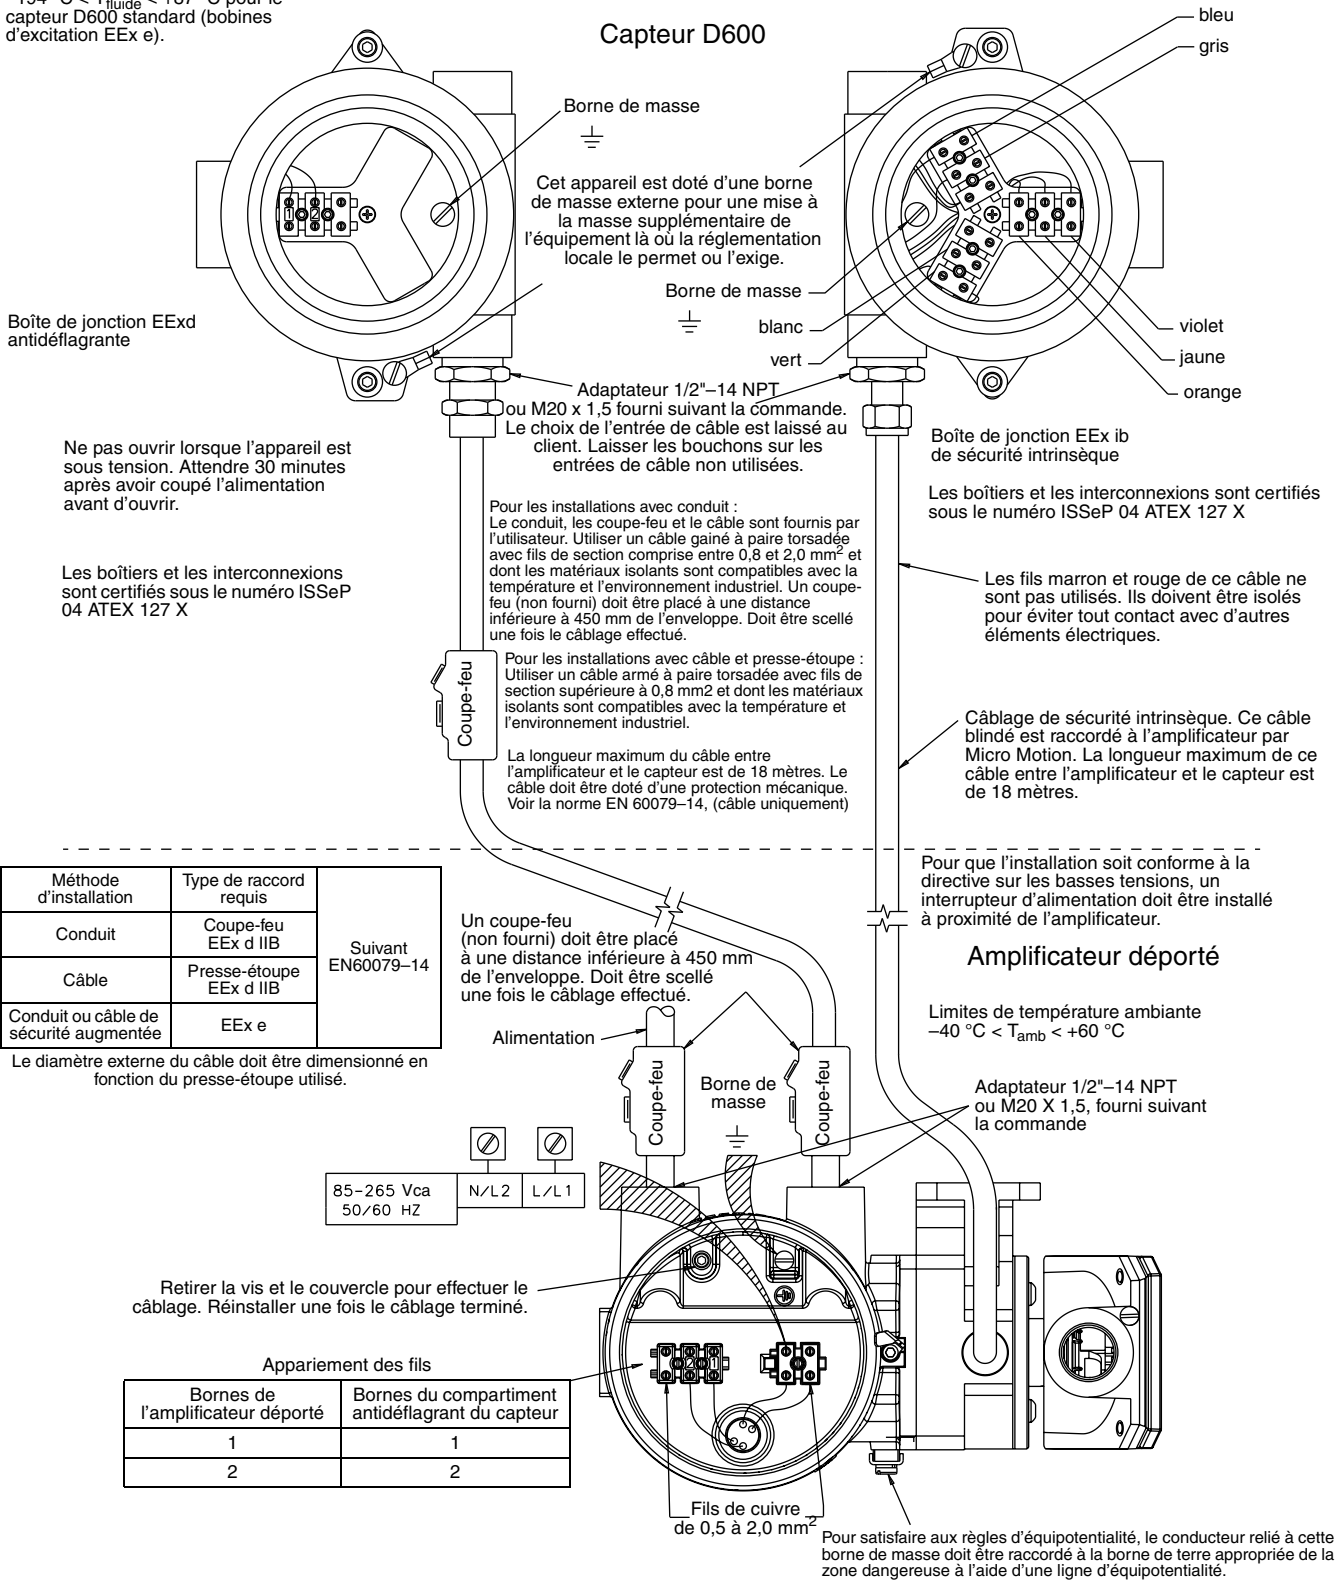 capteur D600 standard (bobines
d'excitation EEx e).
Capteur D600
bleu
gris
Borne de masse
Cet appareil est doté d'une borne
de masse externe pour une mise à
la masse supplémentaire de
l'équipement là où la réglementation
locale le permet ou l'exige.
1
2
Borne de masse
blanc
vert
violet
jaune
orange
Boîte de jonction EExd
antidéflagrante
Adaptateur 1/2"–14 NPT
ou M20 x 1,5 fourni suivant la commande.
Le choix de l'entrée de câble est laissé au
client. Laisser les bouchons sur les
entrées de câble non utilisées.
Boîte de jonction EEx ib
de sécurité intrinsèque
Ne pas ouvrir lorsque l'appareil est
sous tension. Attendre 30 minutes
après avoir coupé l'alimentation
avant d'ouvrir.
Les boîtiers et les interconnexions sont certifiés
sous le numéro ISSeP 04 ATEX 127 X
Pour les installations avec conduit :
Le conduit, les coupe-feu et le câble sont fournis par
l'utilisateur. Utiliser un câble gainé à paire torsadée
avec fils de section comprise entre 0,8 et 2,0 mm2 et
dont les matériaux isolants sont compatibles avec la
température et l'environnement industriel. Un coupe-
feu (non fourni) doit être placé à une distance
inférieure à 450 mm de l'enveloppe. Doit être scellé
une fois le câblage effectué.
Les boîtiers et les interconnexions
sont certifiés sous le numéro ISSeP
04 ATEX 127 X
Les fils marron et rouge de ce câble ne
sont pas utilisés. Ils doivent être isolés
pour éviter tout contact avec d'autres
éléments électriques.
Coupe-feu
Pour les installations avec câble et presse-étoupe :
Utiliser un câble armé à paire torsadée avec fils de
section supérieure à 0,8 mm2 et dont les matériaux
isolants sont compatibles avec la température et
l'environnement industriel.
La longueur maximum du câble entre
l'amplificateur et le capteur est de 18 mètres. Le
câble doit être doté d'une protection mécanique.
Voir la norme EN 60079–14, (câble uniquement)
Câblage de sécurité intrinsèque. Ce câble
blindé est raccordé à l'amplificateur par
Micro Motion. La longueur maximum de ce
câble entre l'amplificateur et le capteur est
de 18 mètres.
Méthode
d'installation
Type de raccord
requis
Suivant
EN60079–14
Conduit
Coupe-feu
EEx d IIB
Câble
Presse-étoupe
EEx d IIB
Conduit ou câble de
sécurité augmentée
EEx e
Le diamètre externe du câble doit être dimensionné en
fonction du presse-étoupe utilisé.
Un coupe-feu
(non fourni) doit être placé
à une distance inférieure à 450 mm
de l'enveloppe. Doit être scellé
une fois le câblage effectué.
Pour que l'installation soit conforme à la
directive sur les basses tensions, un
interrupteur d'alimentation doit être installé
à proximité de l'amplificateur.
Amplificateur déporté
Limites de température ambiante
–40 °C < Tamb < +60 °C
Alimentation
Coupe-feu
Borne de
masse
Coupe-feu
Adaptateur 1/2"–14 NPT
ou M20 X 1,5, fourni suivant
la commande
85-265 Vca
50/60 HZ
N/L2
L/L1
Retirer la vis et le couvercle pour effectuer le
câblage. Réinstaller une fois le câblage terminé.
2
1
Appariement des fils
Bornes de
l'amplificateur déporté
Bornes du compartiment
antidéflagrant du capteur
1
1
2
2
Fils de cuivre
de 0,5 à 2,0 mm2
Pour satisfaire aux règles d'équipotentialité, le conducteur relié à cette
borne de masse doit être raccordé à la borne de terre appropriée de la
zone dangereuse à l'aide d'une ligne d'équipotentialité.